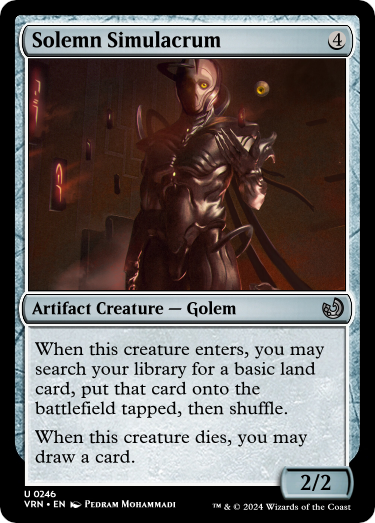 Solemn Simulacrum 4
Artifact Creature — Golem
When this creature enters, you may
search your library for a basic land
card, put that card onto the
battlefield tapped, then shuffle.
When this creature dies, you may
draw a card.
2/2
U 0246
VRN • EN Pedram Mohammadi
™ & © 2024 Wizards of the Coast